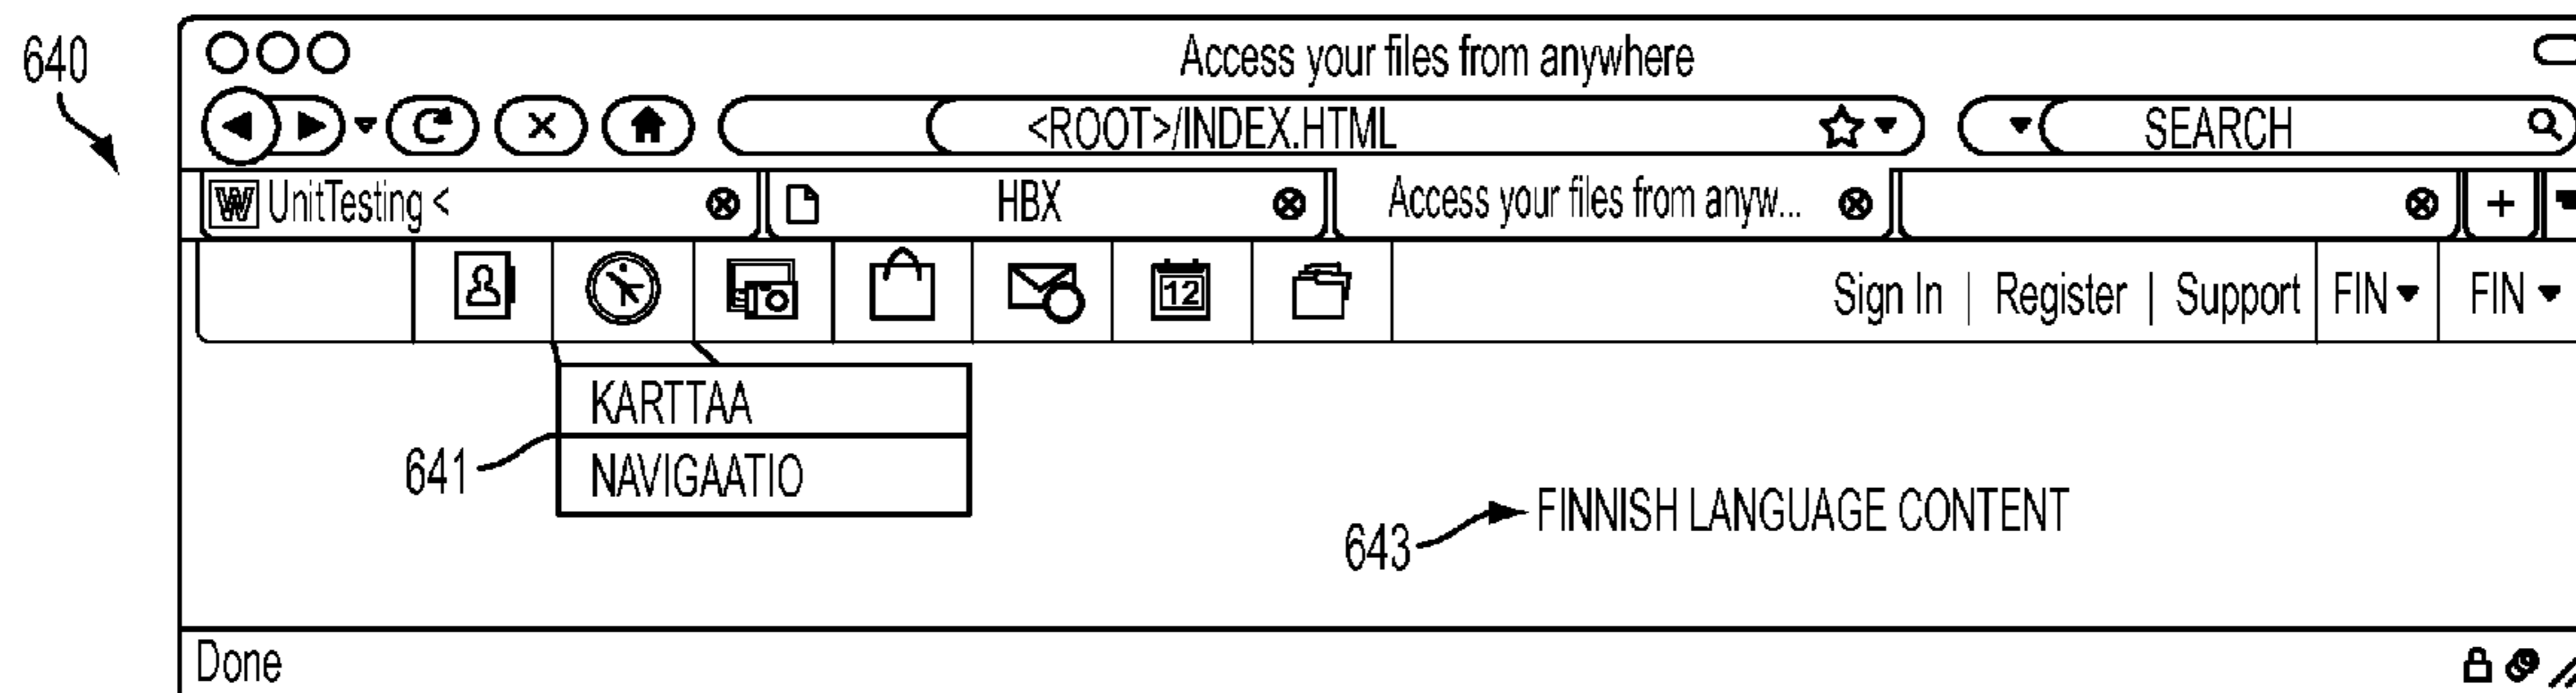 640
Access your files from anywhere
<ROOT>/INDEX.HTML SEARCH
W UnitTesting < HBX Access your files from anyw... +
12 Sign In | Register | Support FIN FIN
KARTTAA
641
NAVIGAATIO
643 FINNISH LANGUAGE CONTENT
Done